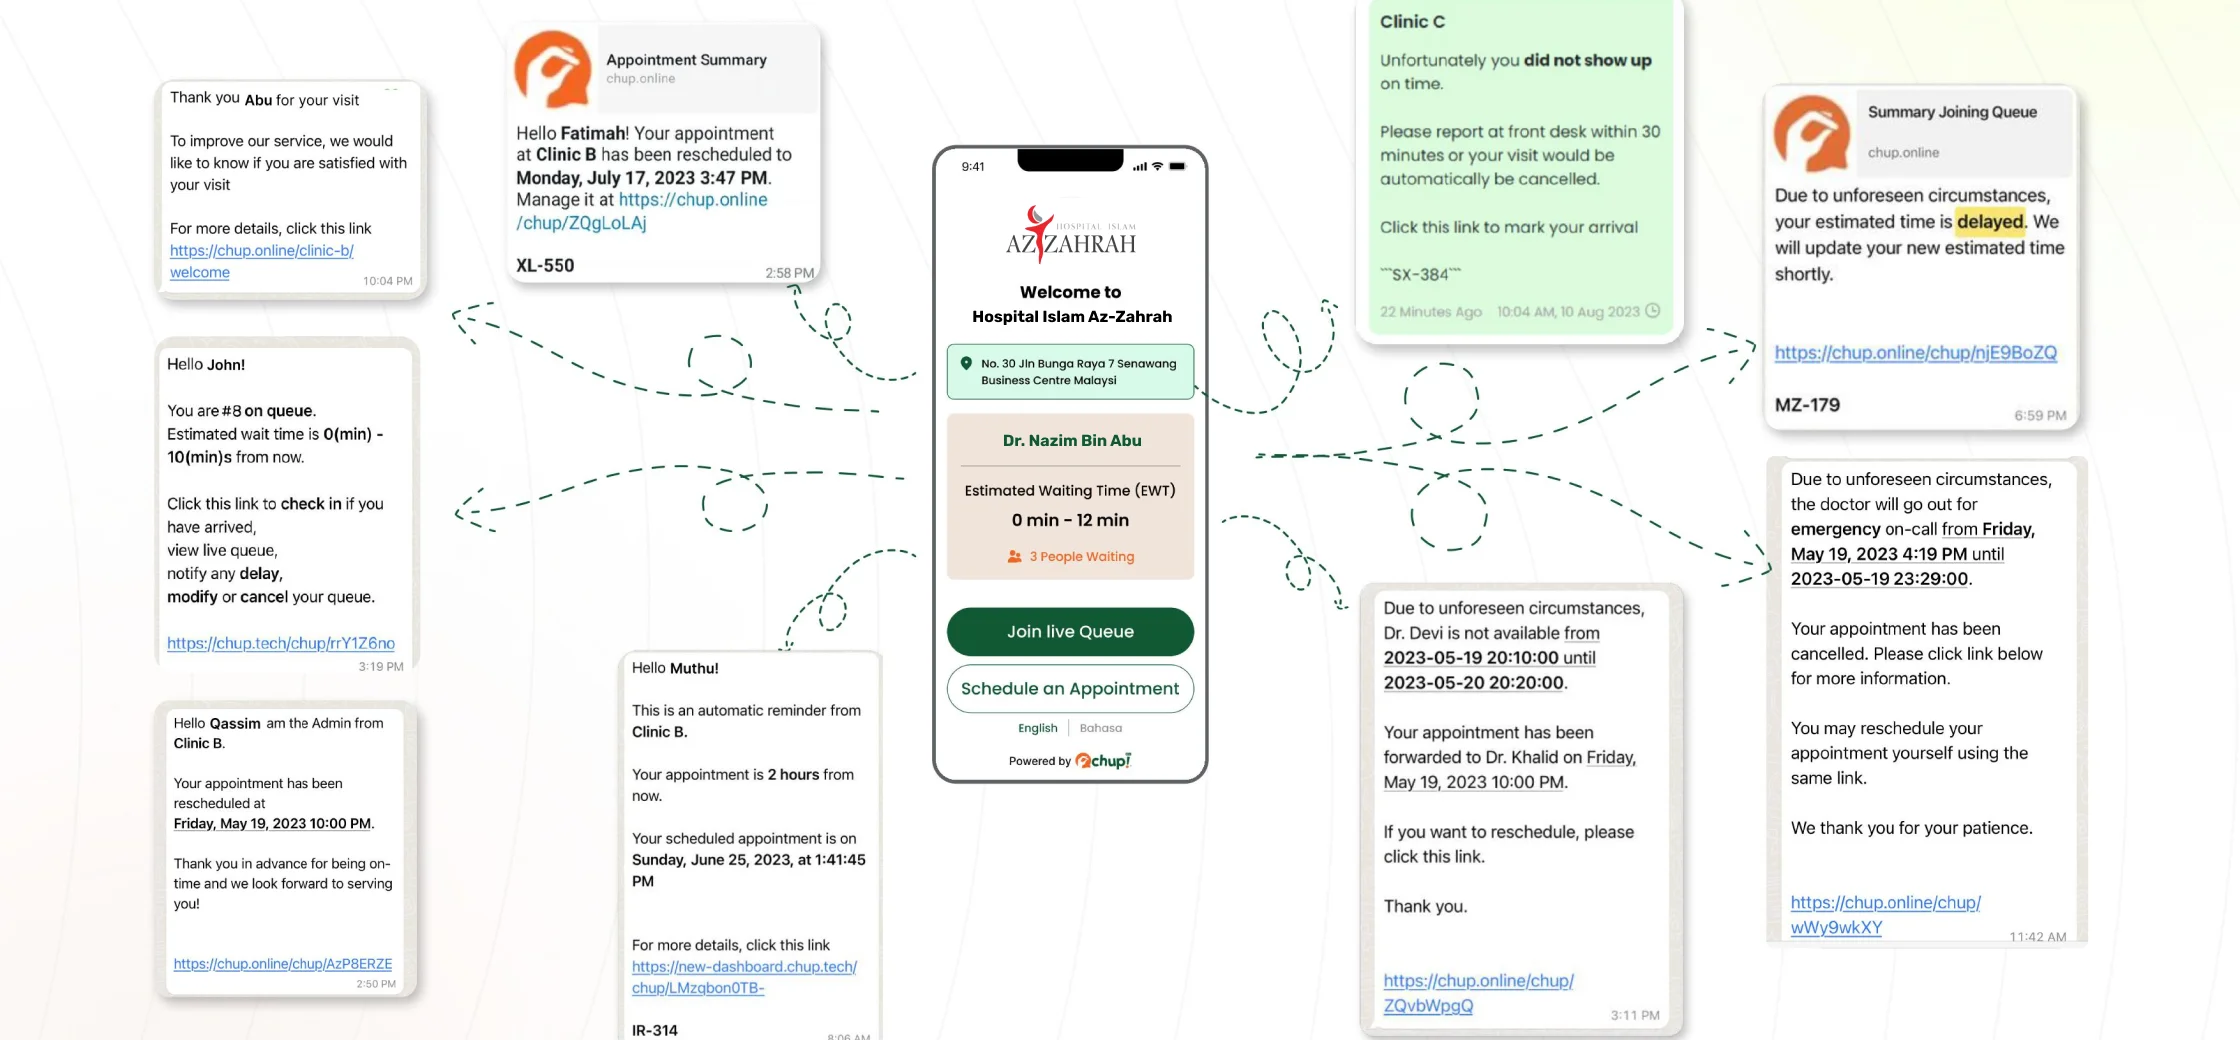 Thank you Abu for your visit
To improve our service, we would
like to know if you are satisfied with
your visit
For more details, click this link
https://chup.online/clinic-b/
welcome
10:04 PM
Hello John!
You are #8 on queue.
Estimated wait time is 0(min) -
10(min)s from now.
Click this link to check in if you
have arrived,
view live queue,
notify any delay,
modify or cancel your queue.
https://chup.tech/chup/rrY1Z6no
3:19 PM
Hello Qassim am the Admin from
Clinic B.
Your appointment has been
rescheduled at
Friday, May 19, 2023 10:00 PM.
Thank you in advance for being on-
time and we look forward to serving
you!
https://chup.online/chup/AzP8ERZE
2:50 PM
Appointment Summary
chup.online
Hello Fatimah! Your appointment
at Clinic B has been rescheduled to
Monday, July 17, 2023 3:47 PM.
Manage it at https://chup.online
/chup/ZQgLoLAj
XL-550
2:58 PM
Hello Muthu!
This is an automatic reminder from
Clinic B.
Your appointment is 2 hours from
now.
Your scheduled appointment is on
Sunday, June 25, 2023, at 1:41:45
PM
For more details, click this link
https://new-dashboard.chup.tech/
chup/LMzqbon0TB-
IR-314
8:06 AM
9:41
HOSPITAL ISLAM
AZ ZAHRAH
Welcome to
Hospital Islam Az-Zahrah
No. 30 Jln Bunga Raya 7 Senawang
Business Centre Malaysi
Dr. Nazim Bin Abu
Estimated Waiting Time (EWT)
0 min - 12 min
3 People Waiting
Join live Queue
Schedule an Appointment
English | Bahasa
Powered by chup!
Clinic C
Unfortunately you did not show up
on time.
Please report at front desk within 30
minutes or your visit would be
automatically be cancelled.
Click this link to mark your arrival
```SX-384```
22 Minutes Ago 10:04 AM, 10 Aug 2023
Due to unforeseen circumstances,
Dr. Devi is not available from
2023-05-19 20:10:00 until
2023-05-20 20:20:00.
Your appointment has been
forwarded to Dr. Khalid on Friday,
May 19, 2023 10:00 PM.
If you want to reschedule, please
click this link.
Thank you.
https://chup.online/chup/
ZQvbWpgQ
3:11 PM
Summary Joining Queue
chup.online
Due to unforeseen circumstances,
your estimated time is delayed. We
will update your new estimated time
shortly.
https://chup.online/chup/njE9BoZQ
MZ-179
6:59 PM
Due to unforeseen circumstances,
the doctor will go out for
emergency on-call from Friday,
May 19, 2023 4:19 PM until
2023-05-19 23:29:00.
Your appointment has been
cancelled. Please click link below
for more information.
You may reschedule your
appointment yourself using the
same link.
We thank you for your patience.
https://chup.online/chup/
wWy9wkXY
11:42 AM